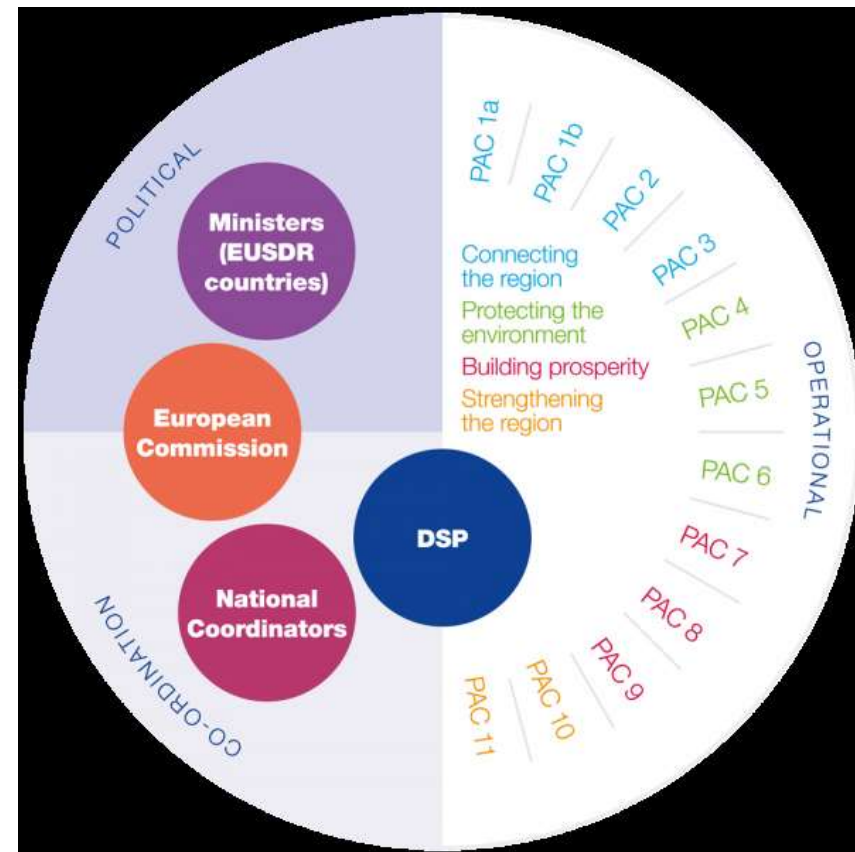 POLITICAL
Ministers
(EUSDR
countries)
European
Commission
National
Coordinators
CO-ORDINATION
DSP
Connecting
the region
Protecting the
environment
Building prosperity
Strengthening
the region
PAC 1a
PAC 1b
PAC 2
PAC 3
PAC 4
PAC 5
PAC 6
PAC 7
PAC 8
PAC 9
PAC 10
PAC 11
OPERATIONAL